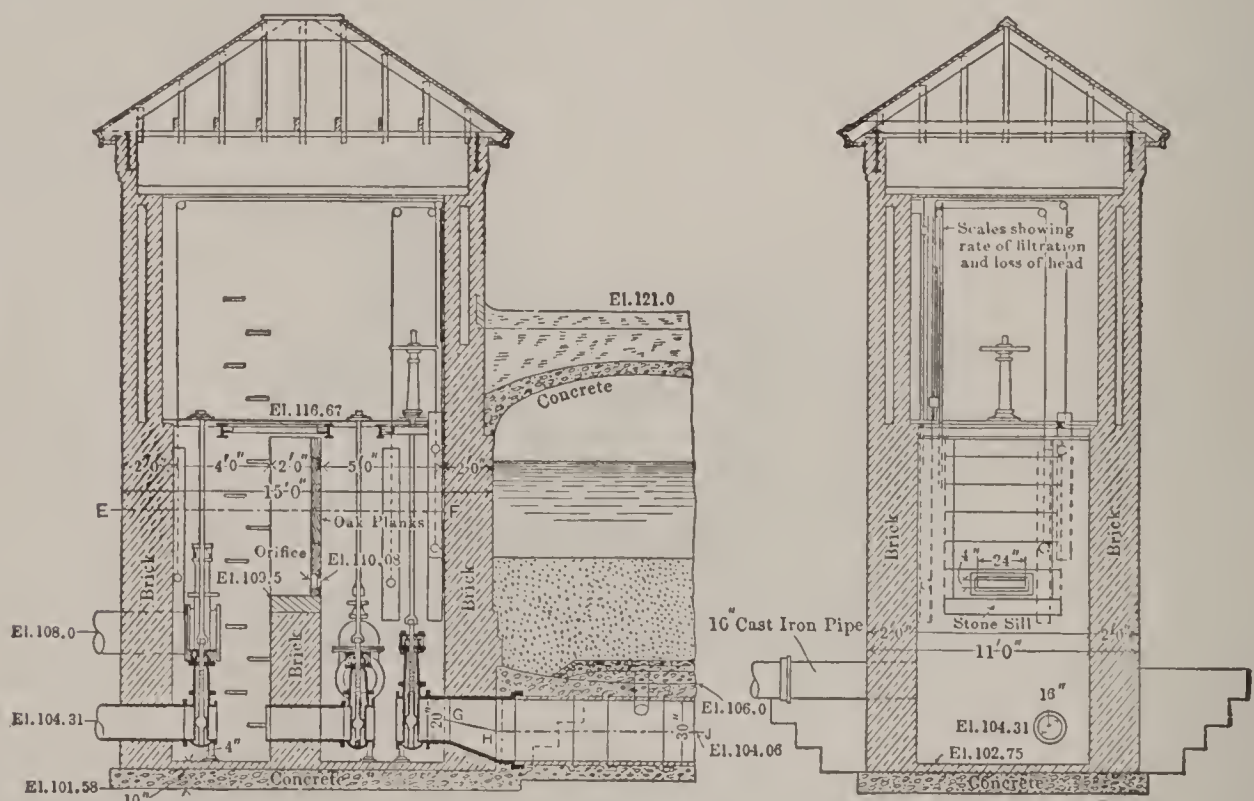 El.121.0
Concrete
El.116.67
2'0"
4'0"
2'0"
5'0"
2'0"
15'0"
E
F
Oak Planks
Orifice
El.110.08
El.109.5
Brick
Brick
Brick
El.108.0
El.104.31
20"
G
H
J
30"
El.106.0
El.104.06
4"
Concrete
El.101.58
10"
Scales showing
rate of filtration
and loss of head
Brick
Brick
4"
24"
Stone Sill
16" Cast Iron Pipe
2'0"
2'0"
11'0"
16"
El.104.31
El.102.75
Concrete